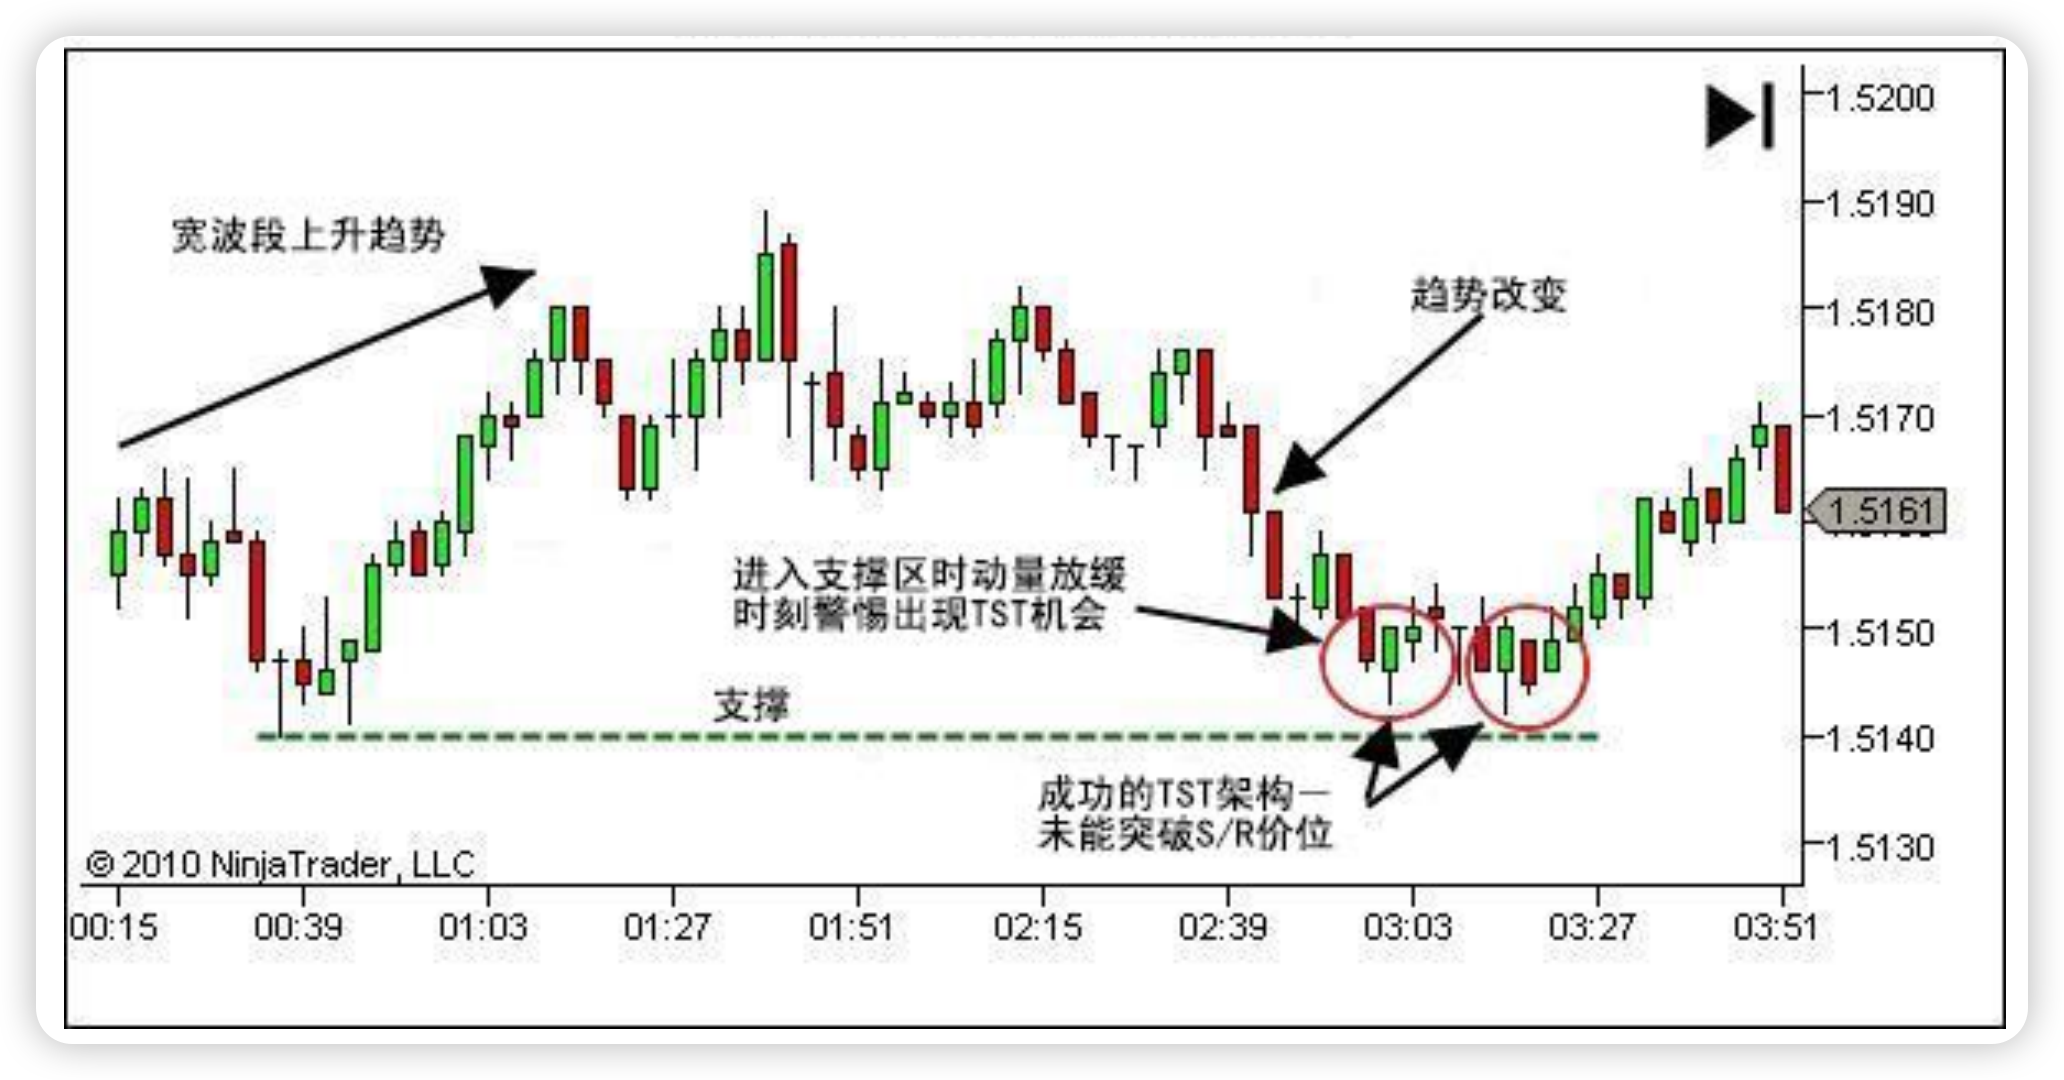 1.5200
1.5190
宽波段上升趋势
趋势改变
1.5180
1.5170
1.5161
进入支撑区时动量放缓
时刻警惕出现TST机会
1.5150
支撑
1.5140
成功的TST架构—
未能突破S/R价位
1.5130
© 2010 NinjaTrader, LLC
00:15 00:39 01:03 01:27 01:51 02:15 02:39 03:03 03:27 03:51